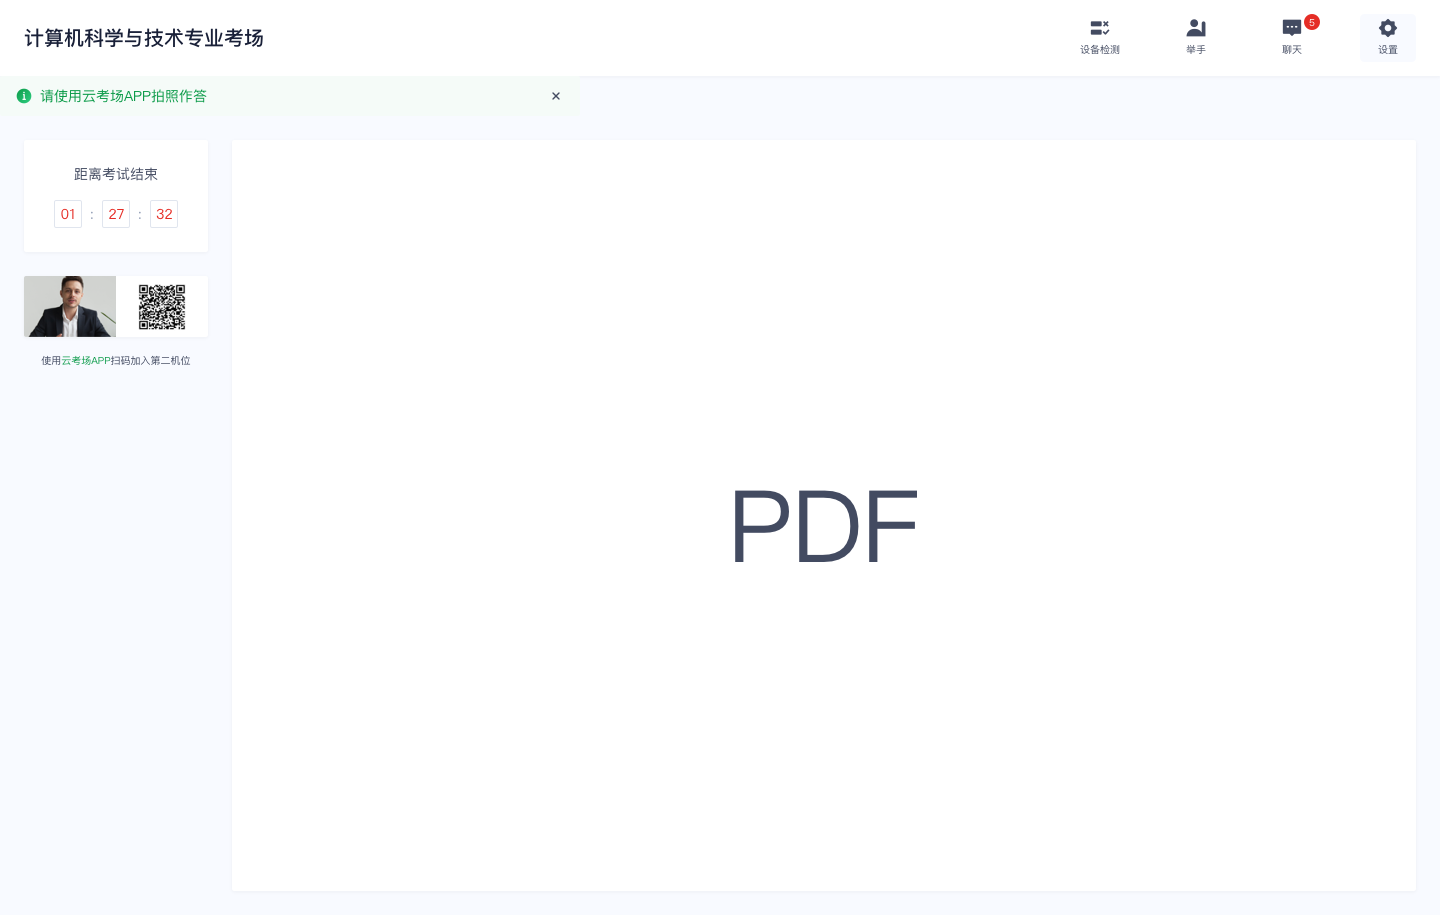 计算机科学与技术专业考场
设备检测
举手
聊天
5
设置
请使用云考场APP拍照作答
距离考试结束
01 : 27 : 32
使用云考场APP扫码加入第二机位
PDF